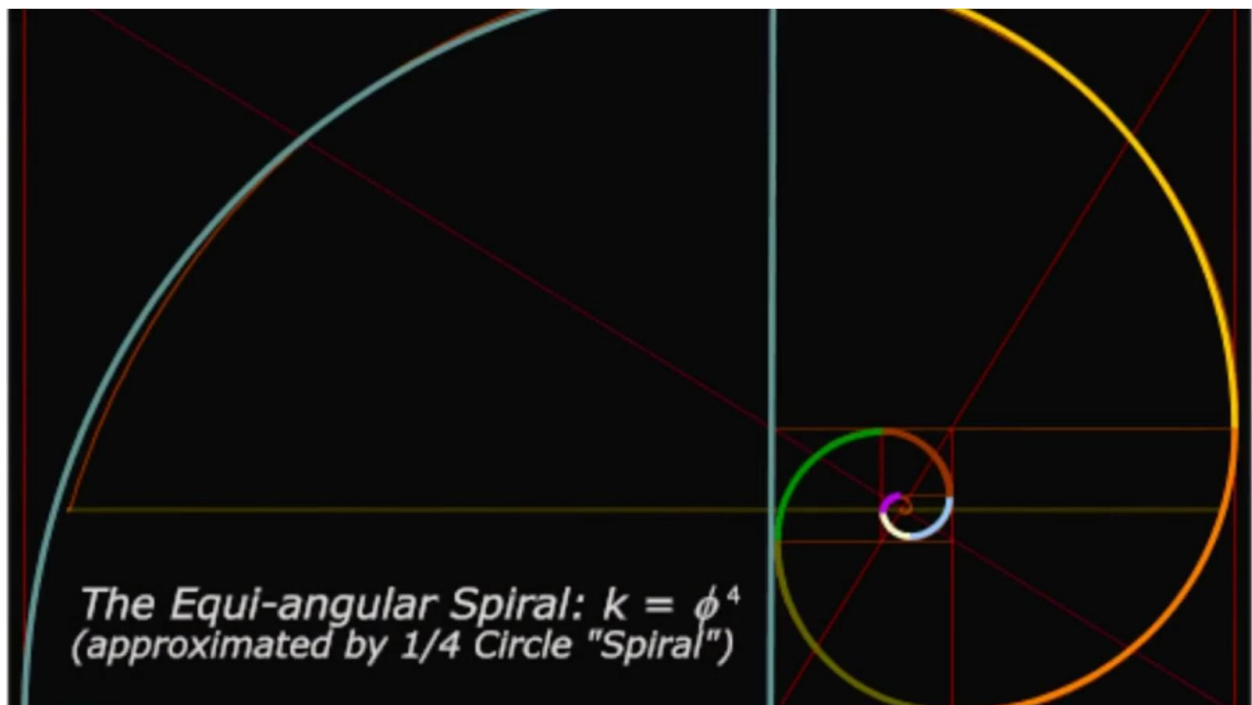 The Equi-angular Spiral: k = ϕ⁴
(approximated by 1/4 Circle "Spiral")